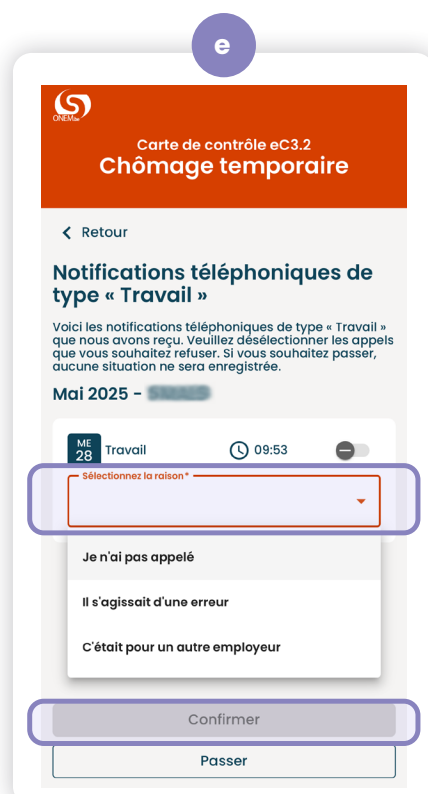 e
ONEM.be
Carte de contrôle eC3.2
Chômage temporaire
Retour
Notifications téléphoniques de
type « Travail »
Voici les notifications téléphoniques de type « Travail »
que nous avons reçu. Veuillez désélectionner les appels
que vous souhaitez refuser. Si vous souhaitez passer,
aucune situation ne sera enregistrée.
Mai 2025 -
ME
28
Travail
09:53
Sélectionnez la raison*
Je n'ai pas appelé
Il s'agissait d'une erreur
C'était pour un autre employeur
Confirmer
Passer